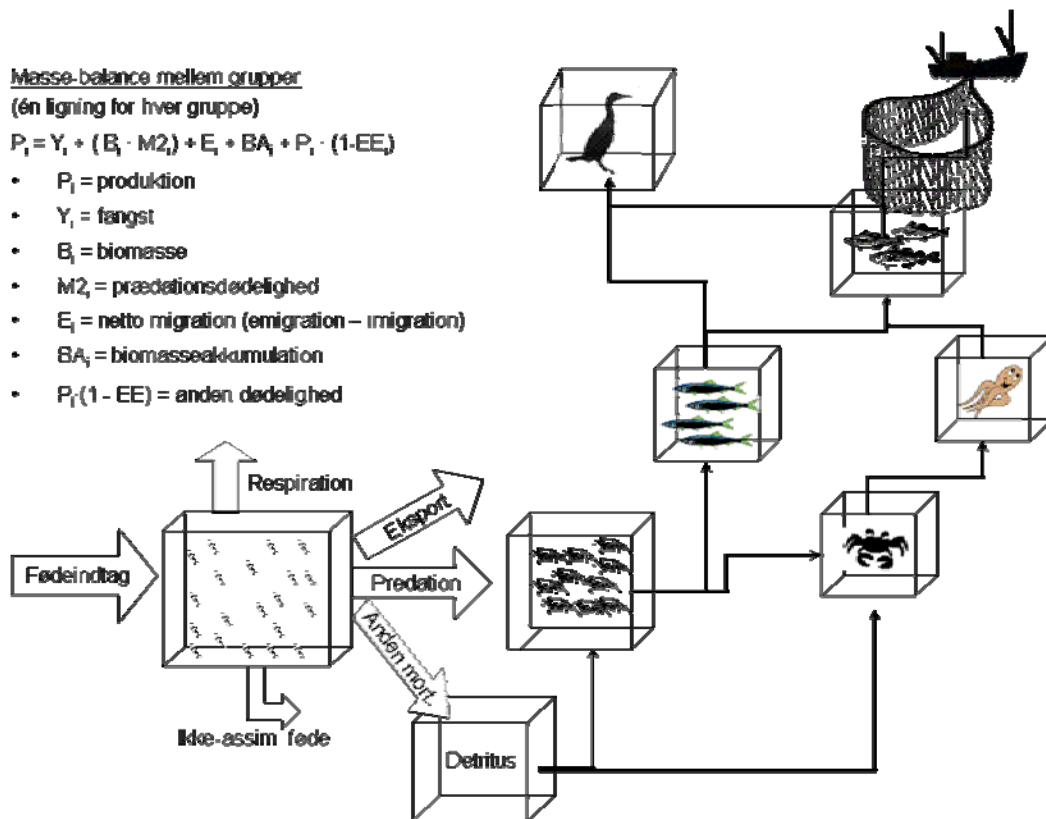 Masse-balance mellem grupper
(én ligning for hver gruppe)
Pᵢ = Yᵢ + (Bᵢ · M2ᵢ) + Eᵢ + BAᵢ + Pᵢ · (1-EEᵢ)
• Pᵢ = produktion
• Yᵢ = fangst
• Bᵢ = biomasse
• M2ᵢ = prædationsdødelighed
• Eᵢ = netto migration (emigration – imigration)
• BAᵢ = biomasseakkumulation
• Pᵢ·(1 - EE) = anden dødelighed
Respiration
Eksport
Fødeindtag
Predation
Anden mort.
Ikke-assim føde
Detritus